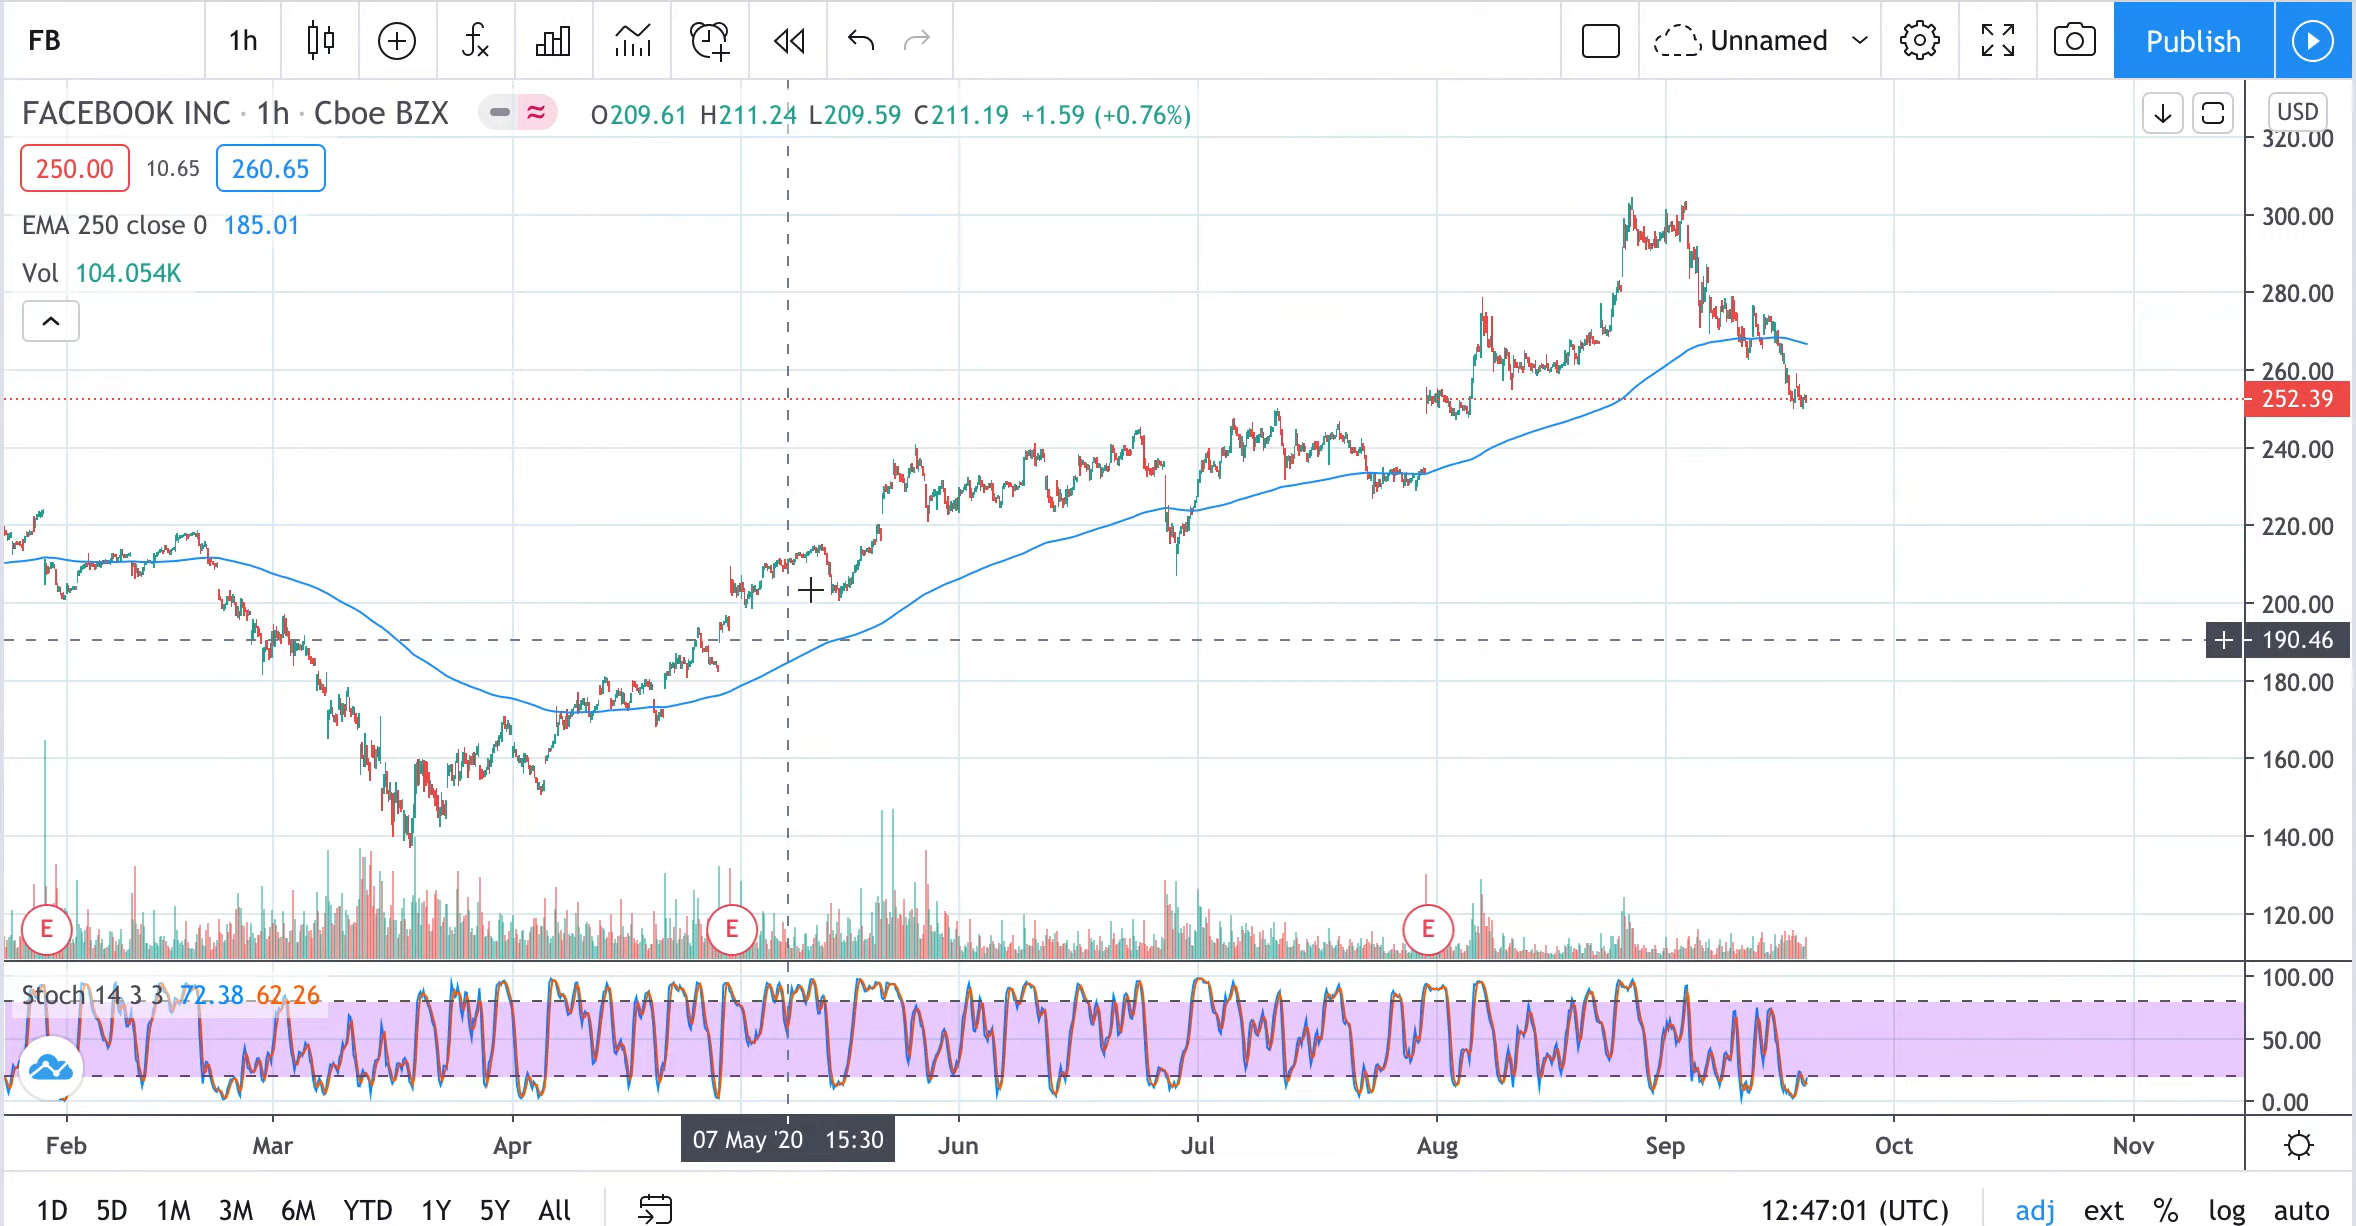 FB 1h Unnamed Publish
FACEBOOK INC · 1h · Cboe BZX O209.61 H211.24 L209.59 C211.19 +1.59 (+0.76%) USD
250.00 10.65 260.65
EMA 250 close 0 185.01
Vol 104.054K
320.00
300.00
280.00
260.00
252.39
240.00
220.00
200.00
190.46
180.00
160.00
140.00
120.00
E E E
Stoch 14 3 3 72.38 62.26
100.00
50.00
0.00
Feb Mar Apr 07 May '20 15:30 Jun Jul Aug Sep Oct Nov
1D 5D 1M 3M 6M YTD 1Y 5Y All 12:47:01 (UTC) adj ext % log auto